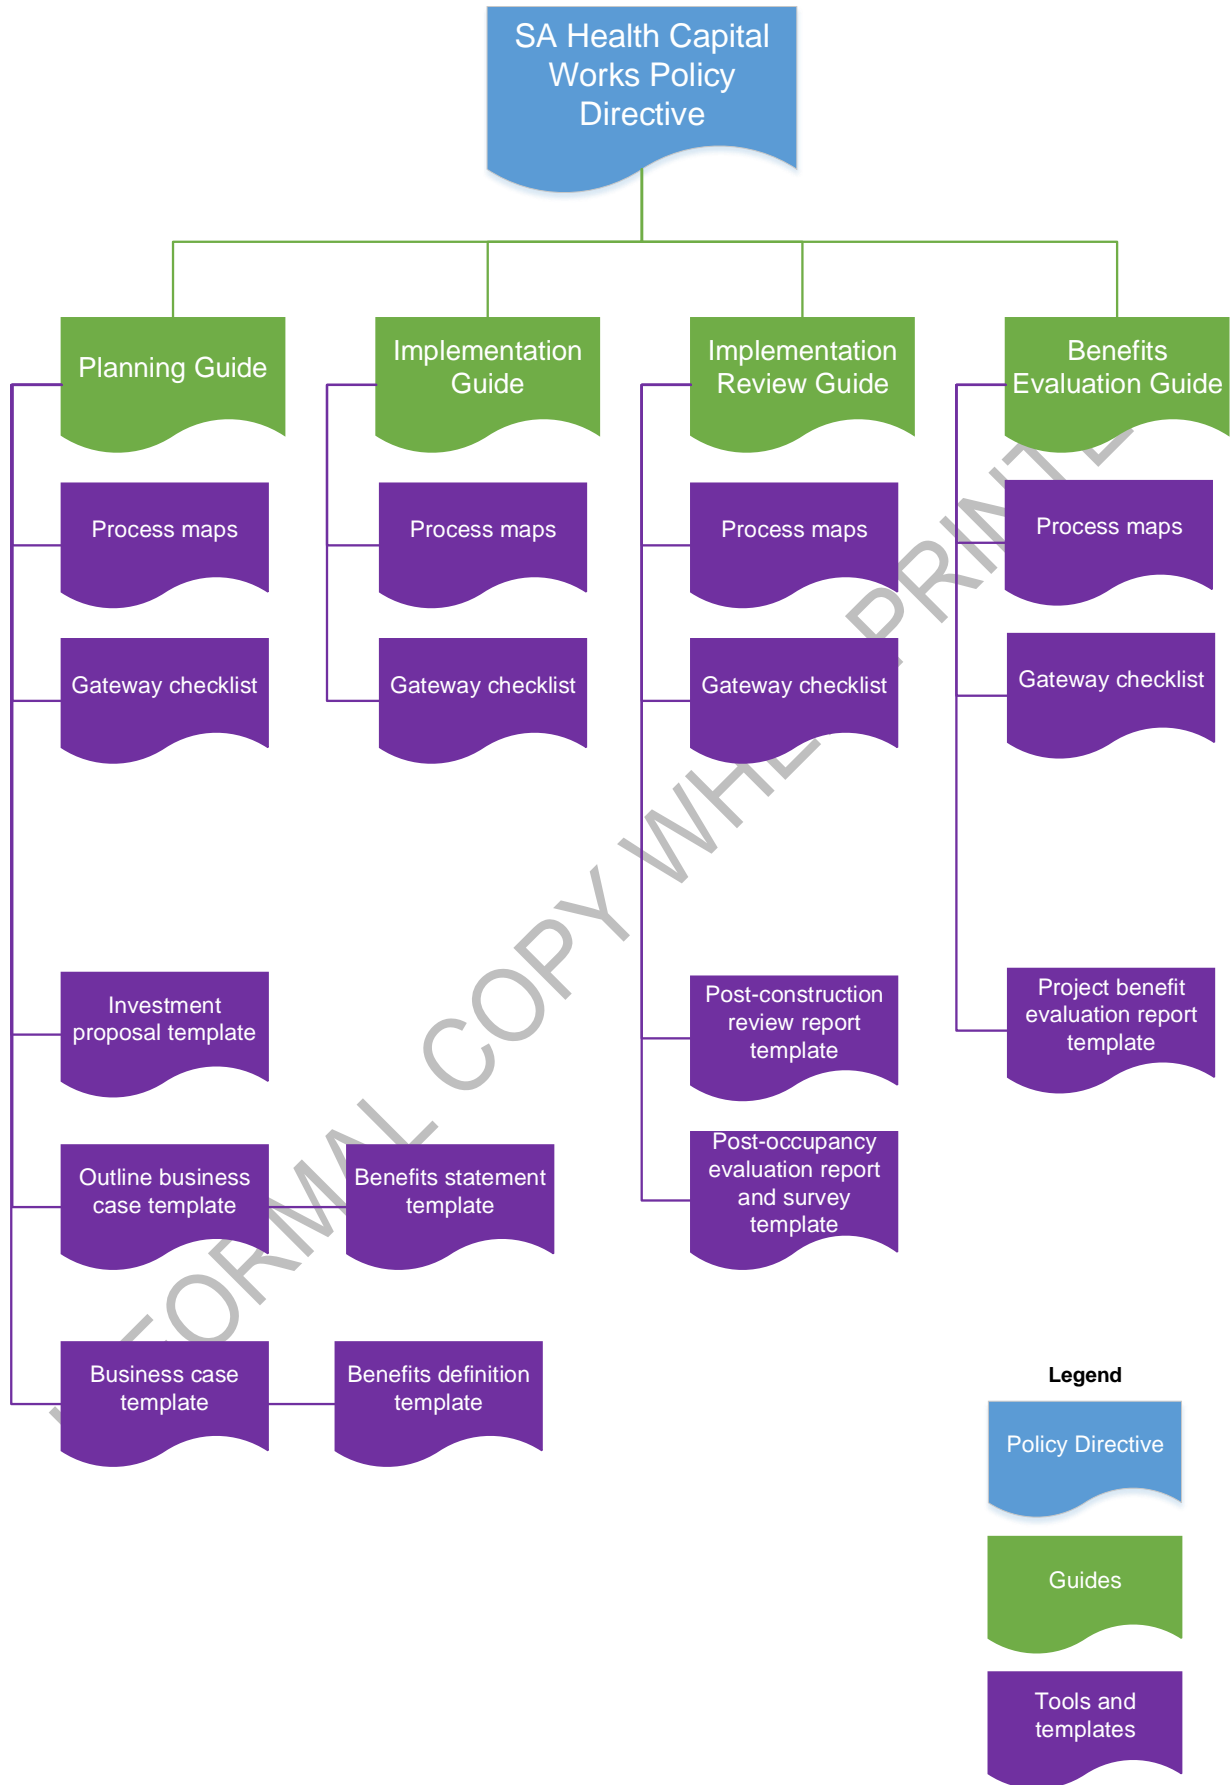 SA Health Capital
Works Policy
Directive
Planning Guide
Implementation
Guide
Implementation
Review Guide
Benefits
Evaluation Guide
Process maps
Process maps
Process maps
Process maps
Gateway checklist
Gateway checklist
Gateway checklist
Gateway checklist
Investment
proposal template
Post-construction
review report
template
Project benefit
evaluation report
template
Outline business
case template
Benefits statement
template
Post-occupancy
evaluation report
and survey
template
Business case
template
Benefits definition
template
Legend
Policy Directive
Guides
Tools and
templates
FORMAL COPY WHE PRINTE